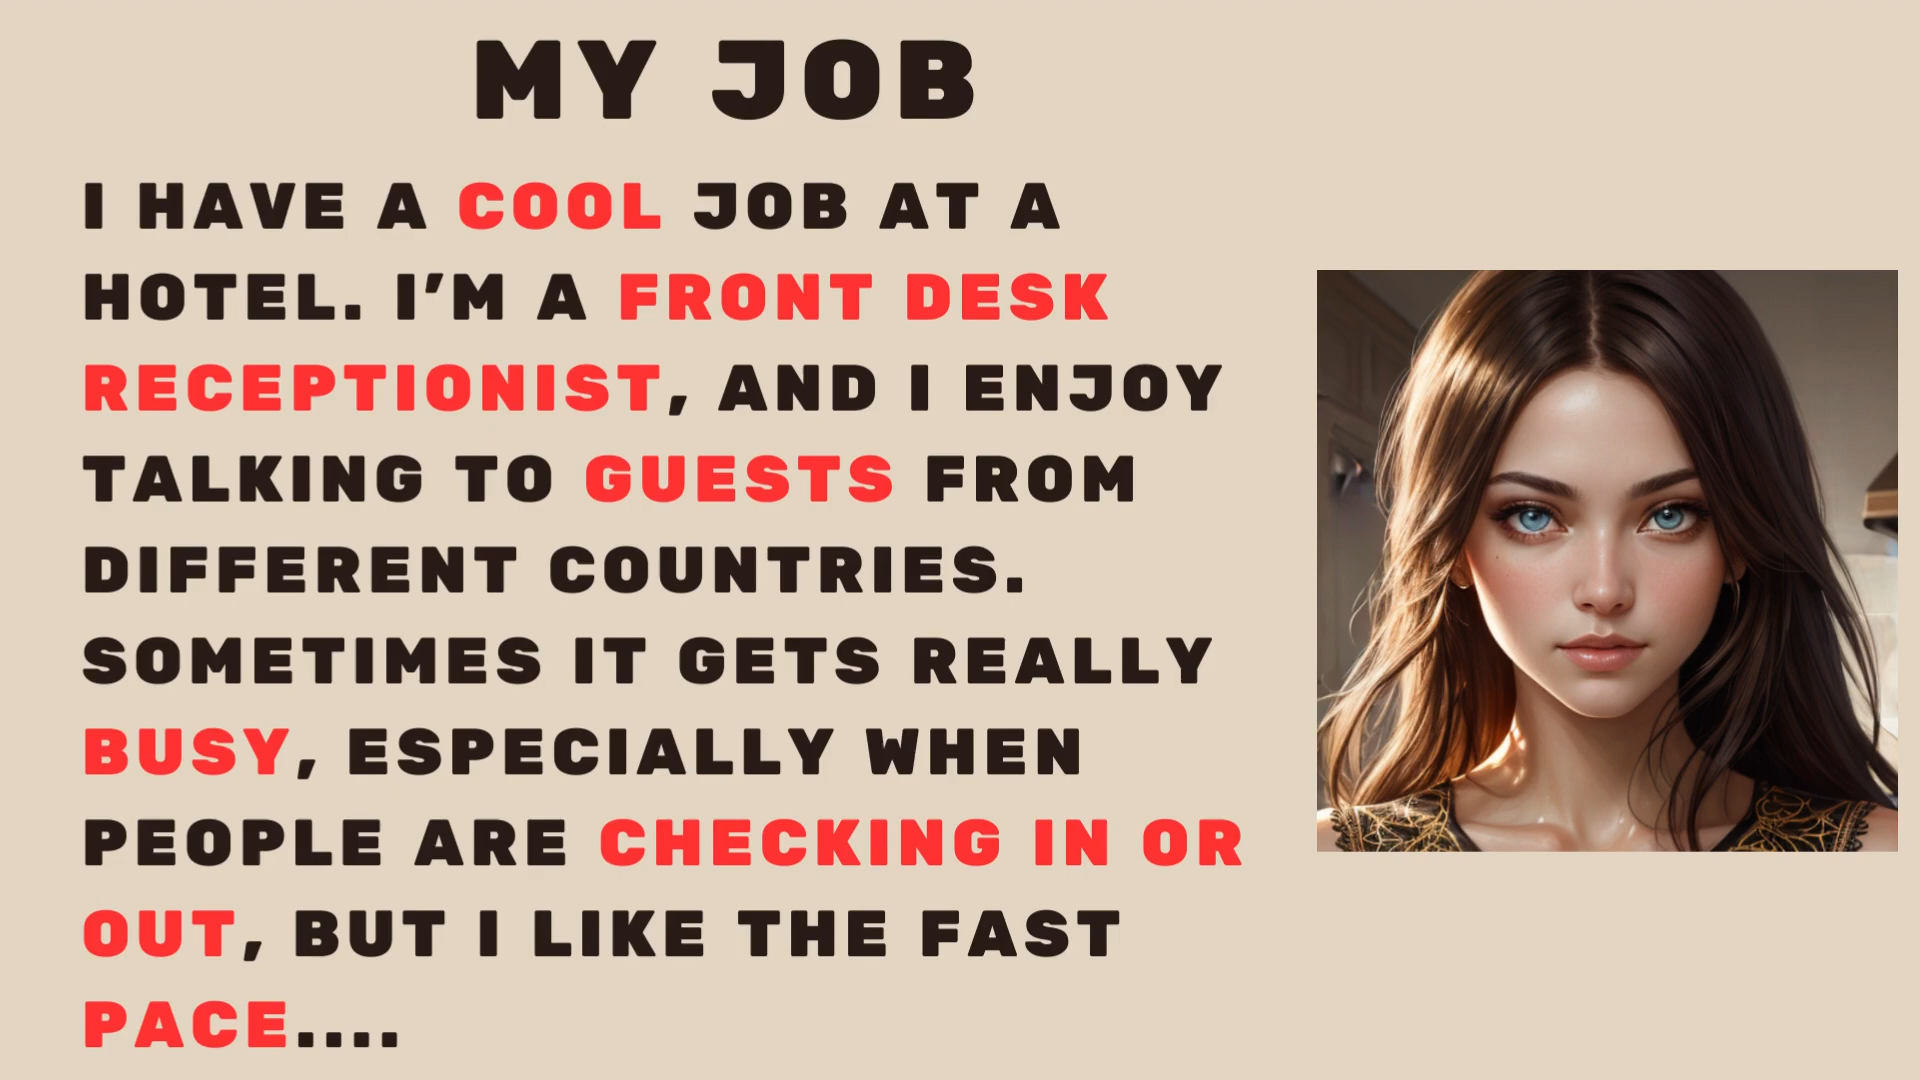 MY JOB
I HAVE A COOL JOB AT A
HOTEL. I’M A FRONT DESK
RECEPTIONIST, AND I ENJOY
TALKING TO GUESTS FROM
DIFFERENT COUNTRIES.
SOMETIMES IT GETS REALLY
BUSY, ESPECIALLY WHEN
PEOPLE ARE CHECKING IN OR
OUT, BUT I LIKE THE FAST
PACE....